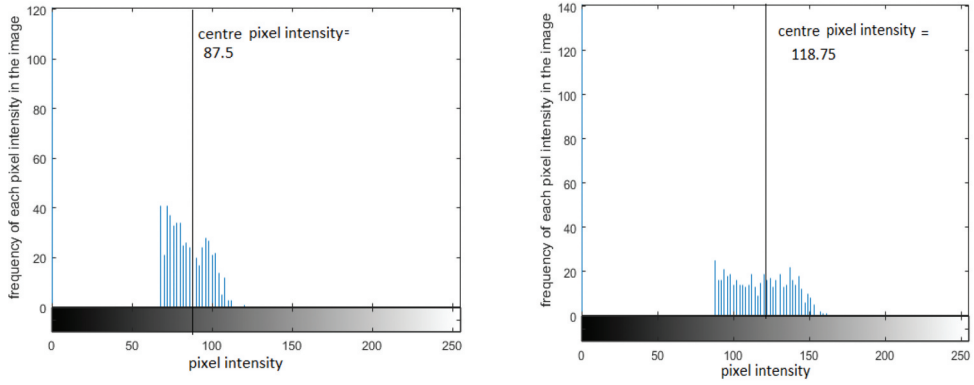 120
100
80
60
40
20
0
frequency of each pixel intensity in the image
centre pixel intensity=
87.5
0 50 100 150 200 250
pixel intensity
140
120
100
80
60
40
20
0
frequency of each pixel intensity in the image
centre pixel intensity =
118.75
0 50 100 150 200 250
pixel intensity